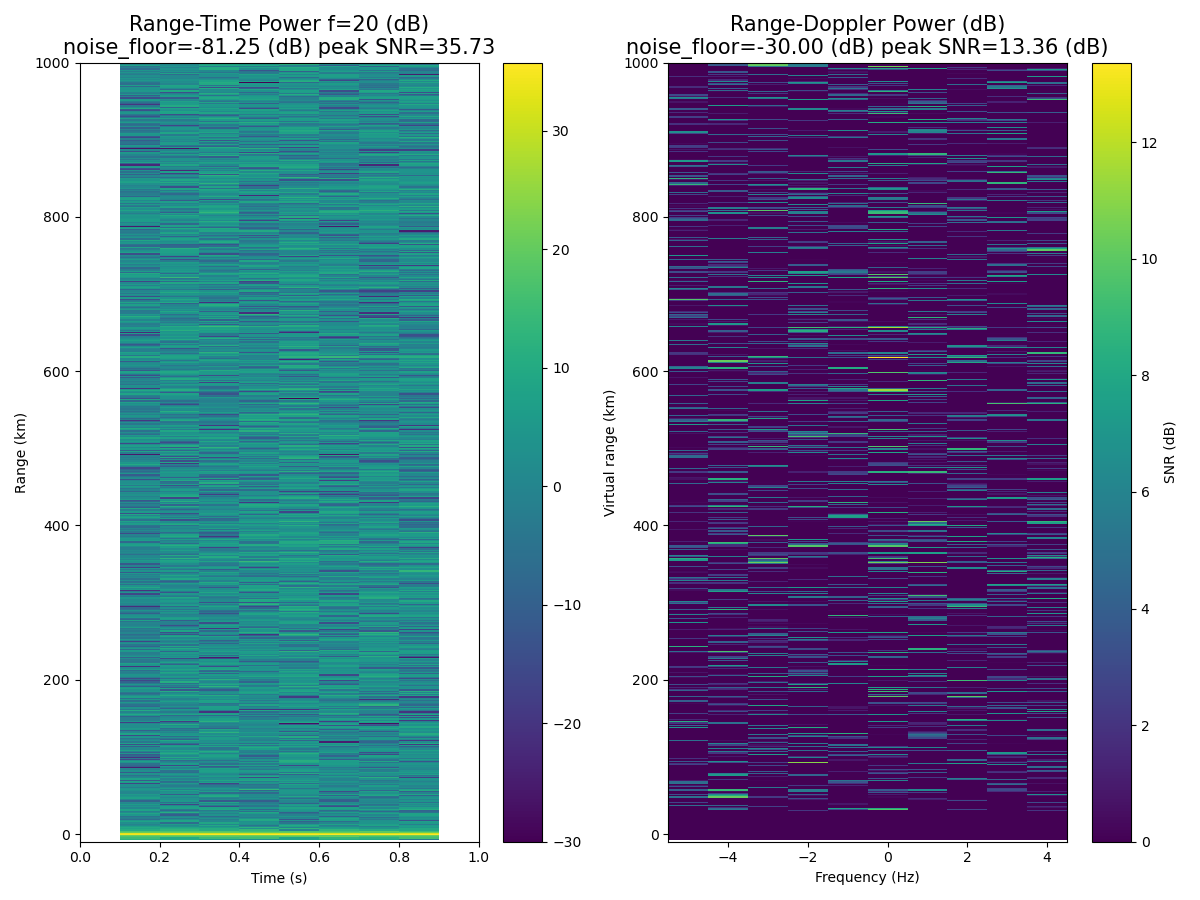 Range-Time Power f=20 (dB)
noise_floor=-81.25 (dB) peak SNR=35.73
1000
800
600
400
200
0
Range (km)
0.0 0.2 0.4 0.6 0.8 1.0
Time (s)
30
20
10
0
−10
−20
−30
Range-Doppler Power (dB)
noise_floor=-30.00 (dB) peak SNR=13.36 (dB)
1000
800
600
400
200
0
Virtual range (km)
−4 −2 0 2 4
Frequency (Hz)
12
10
8
6
4
2
0
SNR (dB)